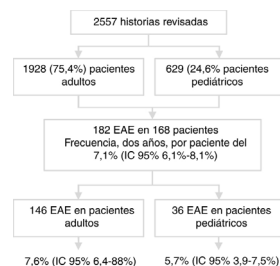 2557 historias revisadas
1928 (75,4%) pacientes
adultos
629 (24,6% pacientes
pediátricos
182 EAE en 168 pacientes
Frecuencia, dos años, por paciente del
7,1% (IC 95% 6,1%-8,1%)
146 EAE en pacientes
adultos
36 EAE en pacientes
pediátricos
7,6% (IC 95% 6,4-88%)
5,7% (IC 95% 3,9-7,5%)